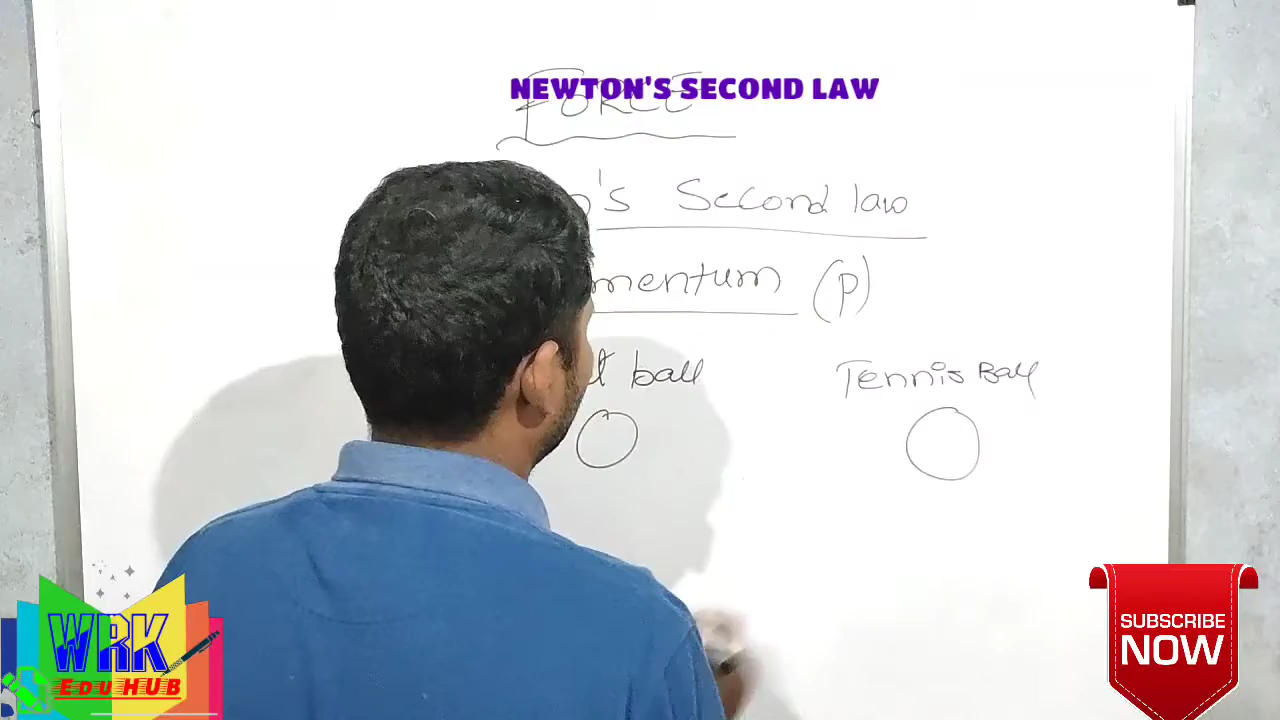 NEWTON'S SECOND LAW
FORCE
's Second law
mentum (p)
ball
Tennis Ball
WRK
EDU HUB
SUBSCRIBE
NOW